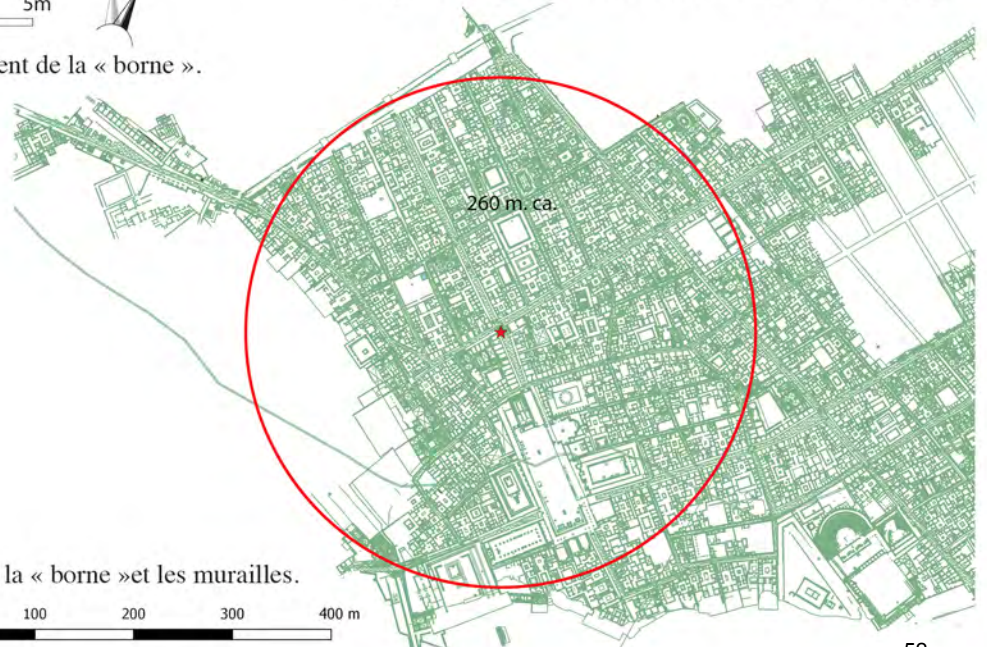 5m
ent de la « borne ».
260 m. ca.
la « borne »et les murailles.
100 200 300 400 m